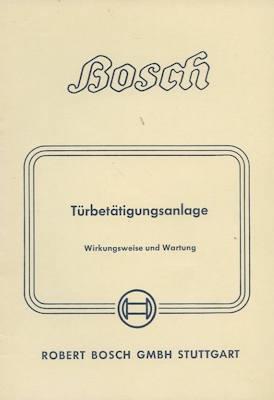 Bosch
Türbetätigungsanlage
Wirkungsweise und Wartung
ROBERT BOSCH GMBH STUTTGART